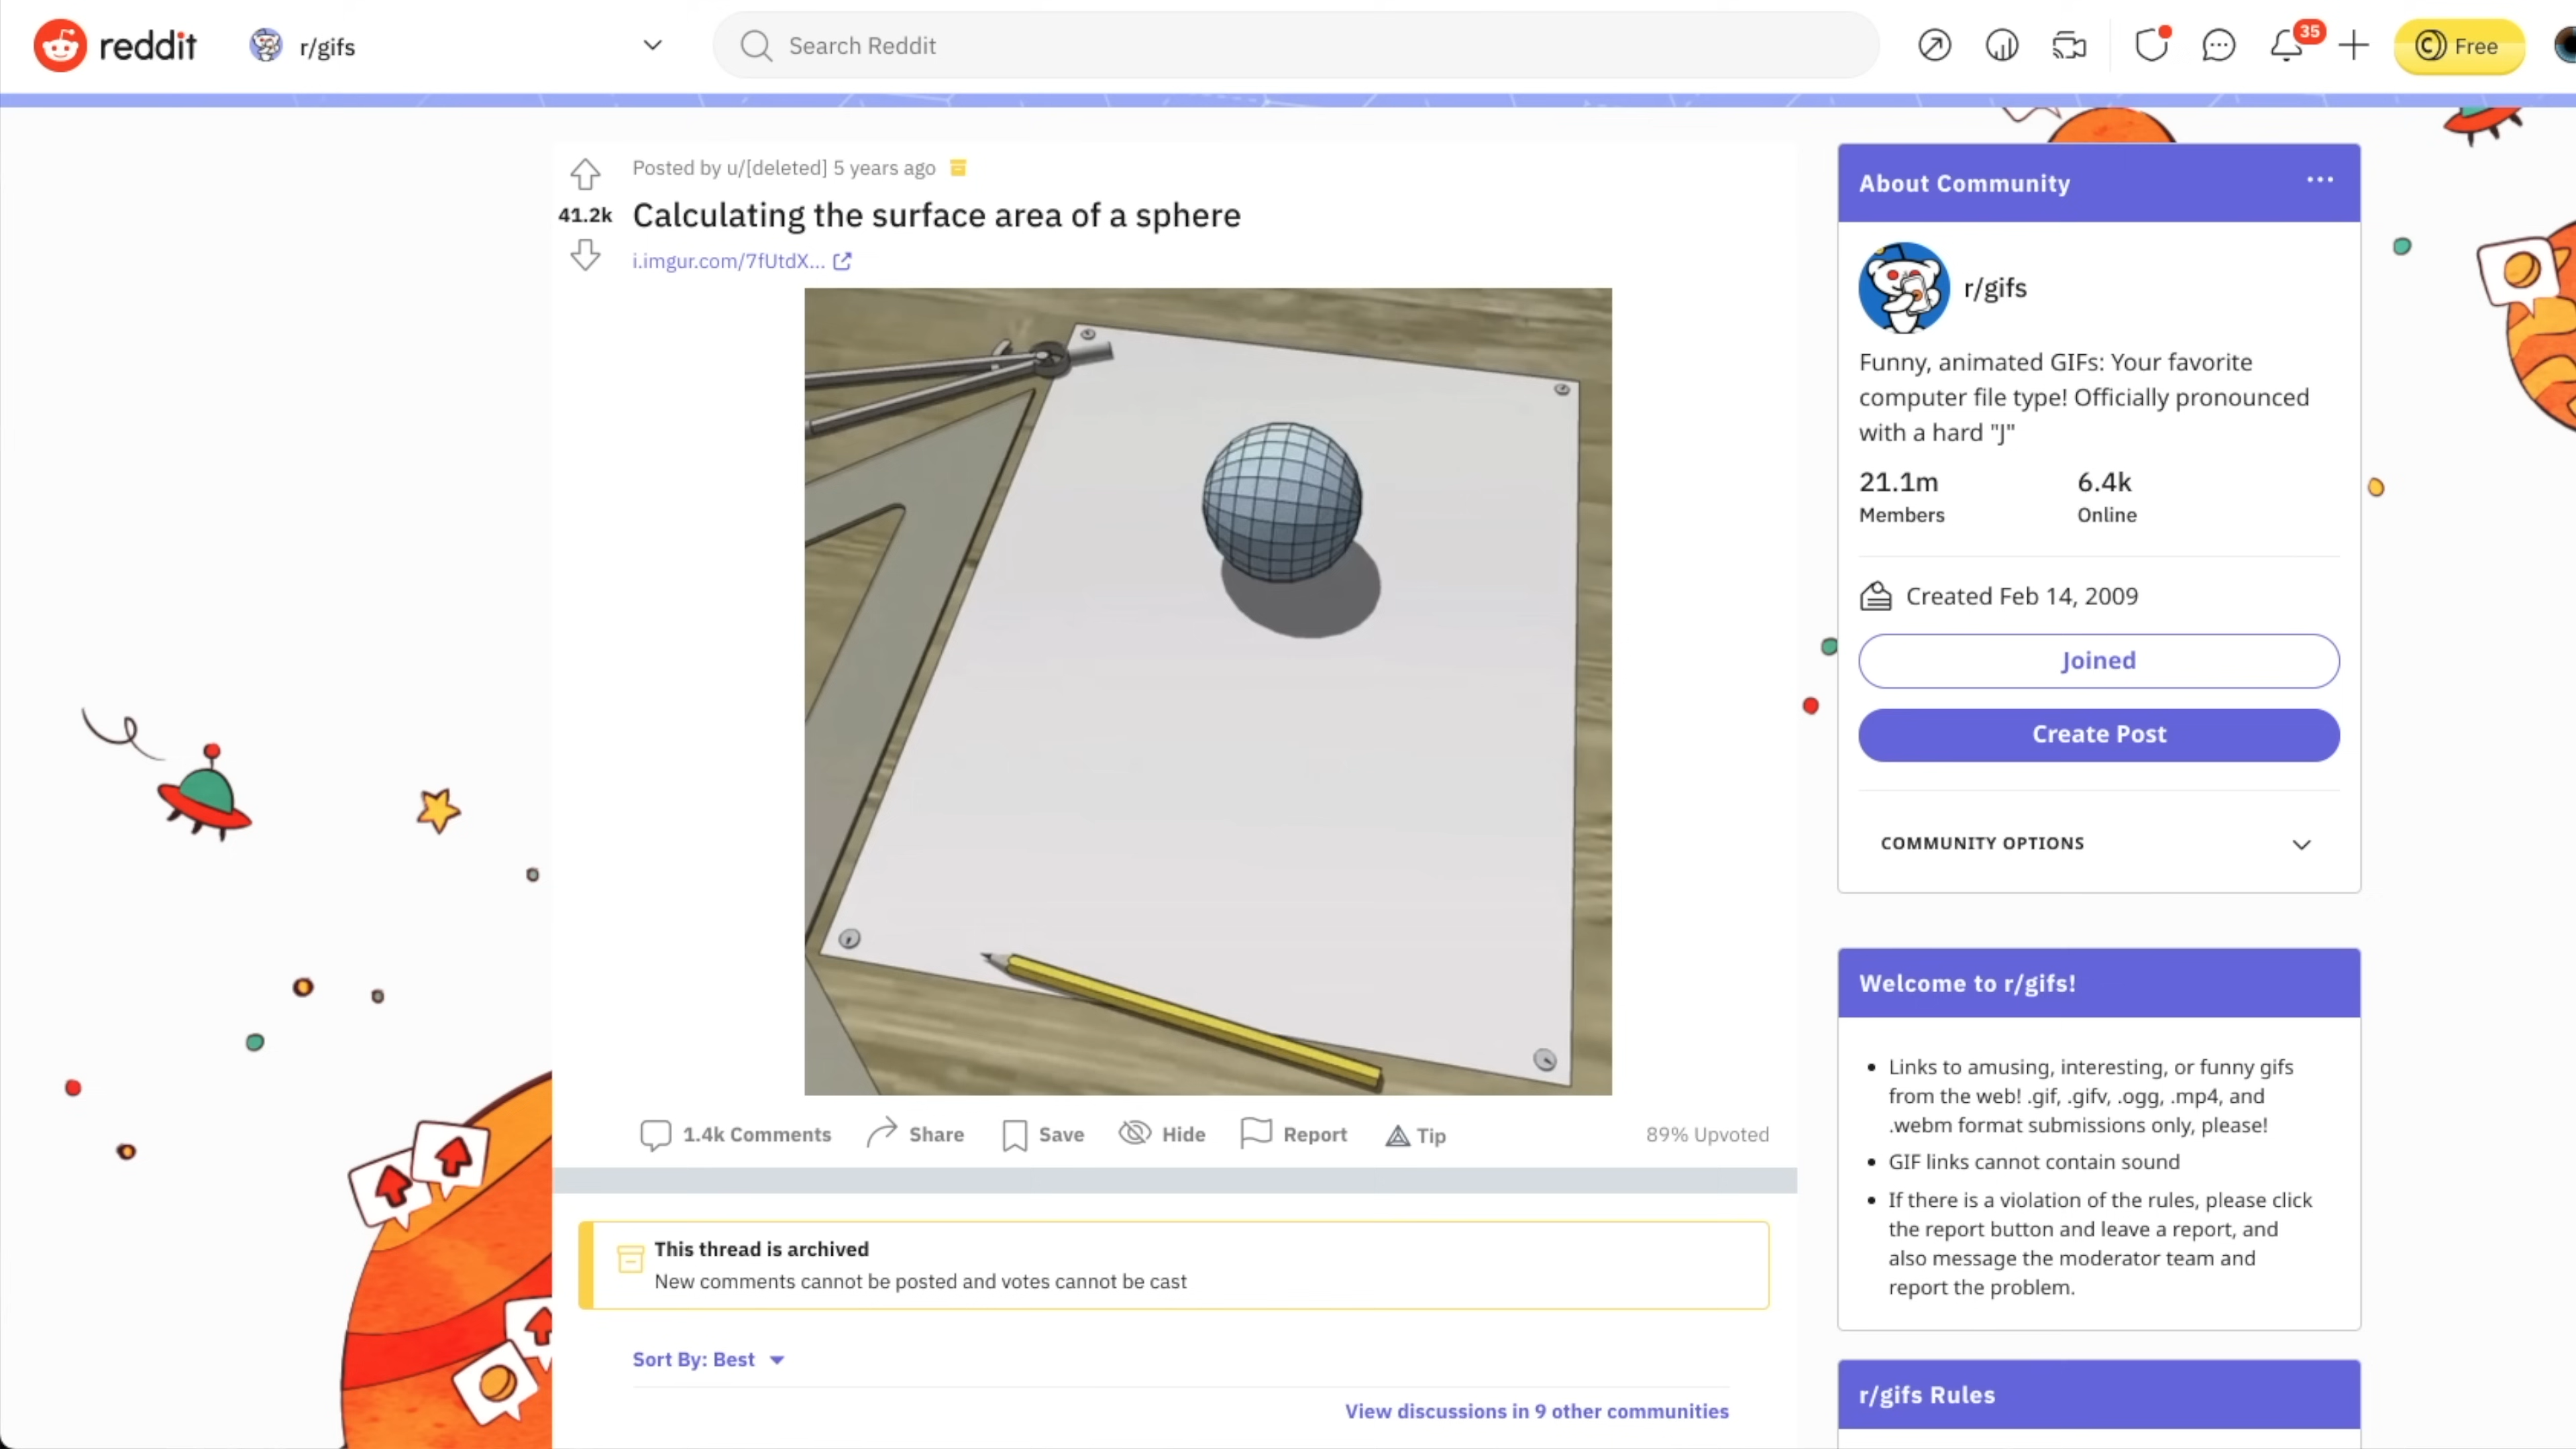 reddit
r/gifs
Search Reddit
35
Free
Posted by u/[deleted] 5 years ago
41.2k
Calculating the surface area of a sphere
i.imgur.com/7fUtdX...
1.4k Comments
Share
Save
Hide
Report
Tip
89% Upvoted
This thread is archived
New comments cannot be posted and votes cannot be cast
Sort By: Best
View discussions in 9 other communities
About Community
r/gifs
Funny, animated GIFs: Your favorite
computer file type! Officially pronounced
with a hard "J"
21.1m
6.4k
Members
Online
Created Feb 14, 2009
Joined
Create Post
COMMUNITY OPTIONS
Welcome to r/gifs!
Links to amusing, interesting, or funny gifs
from the web! .gif, .gifv, .ogg, .mp4, and
.webm format submissions only, please!
GIF links cannot contain sound
If there is a violation of the rules, please click
the report button and leave a report, and
also message the moderator team and
report the problem.
r/gifs Rules